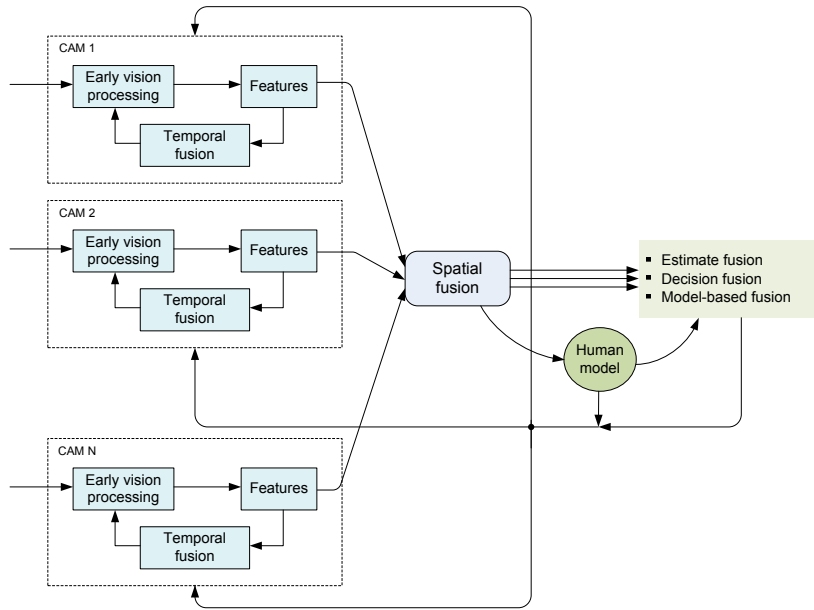 CAM 1
Early vision
processing
Features
Temporal
fusion
CAM 2
Early vision
processing
Features
Temporal
fusion
CAM N
Early vision
processing
Features
Temporal
fusion
Spatial
fusion
▪ Estimate fusion
▪ Decision fusion
▪ Model-based fusion
Human
model